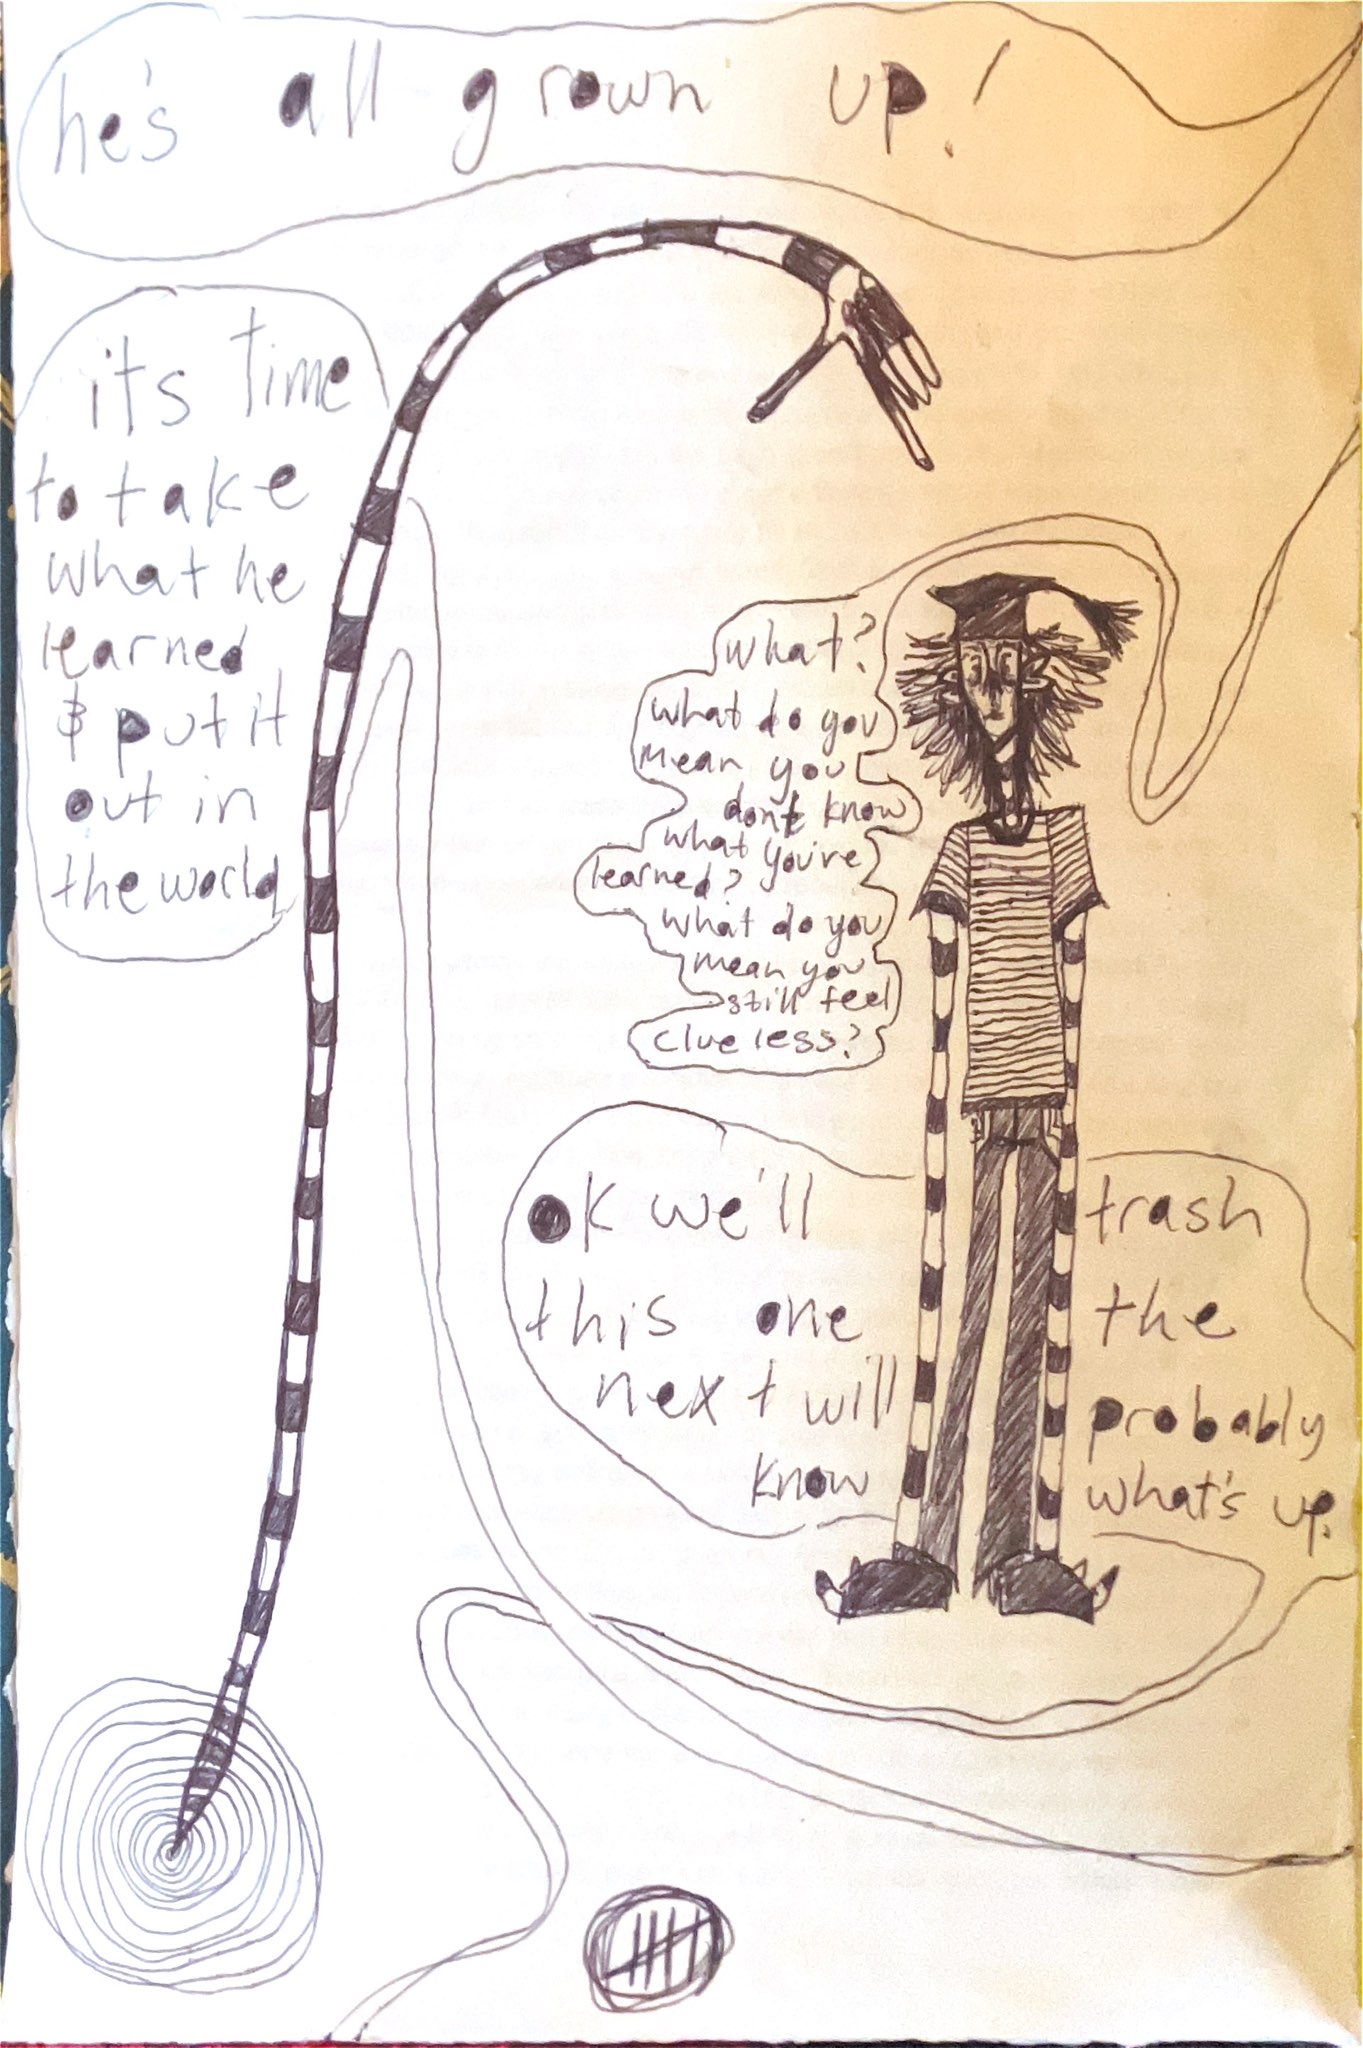 he's all grown up!
its time
to take
what he
learned
& put it
out in
the world
what?
what do you
mean you
don't know
what you're
learned?
what do you
mean you
still feel
clueless?
ok we'll trash
this one the
next will probably
know what's up.